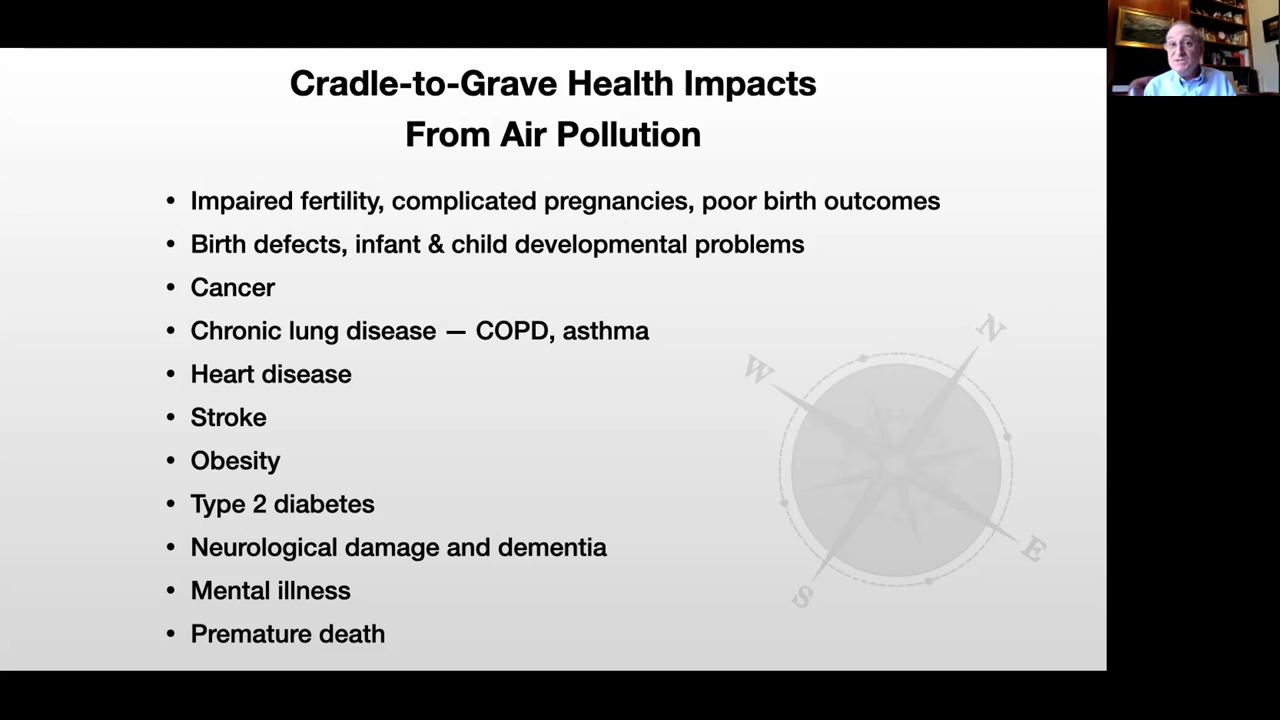 Cradle-to-Grave Health Impacts
From Air Pollution
• Impaired fertility, complicated pregnancies, poor birth outcomes
• Birth defects, infant & child developmental problems
• Cancer
• Chronic lung disease — COPD, asthma
• Heart disease
• Stroke
• Obesity
• Type 2 diabetes
• Neurological damage and dementia
• Mental illness
• Premature death
N
W
E
S